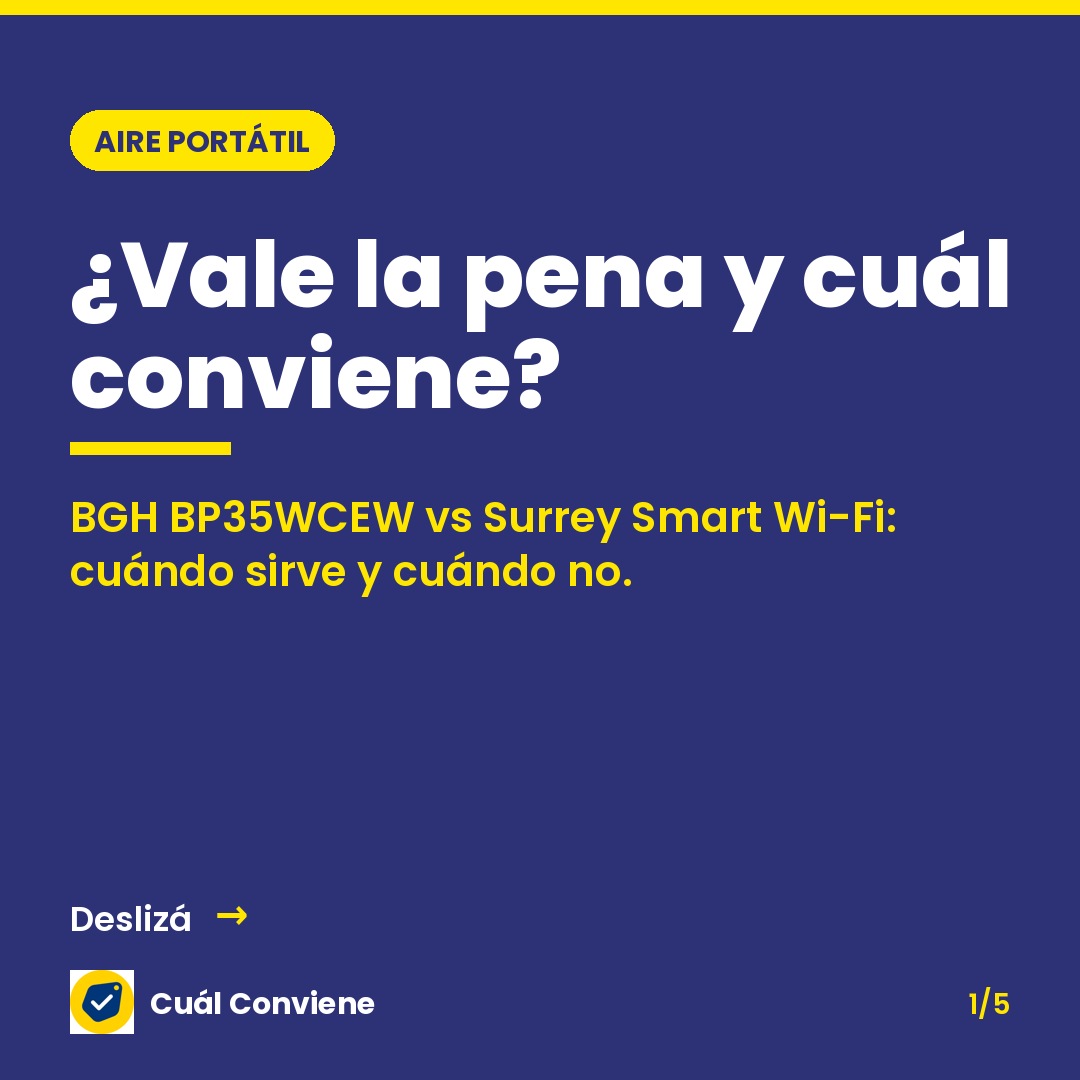 AIRE PORTÁTIL
¿Vale la pena y cuál
conviene?
BGH BP35WCEW vs Surrey Smart Wi-Fi:
cuándo sirve y cuándo no.
Deslizá →
Cuál Conviene
1/5